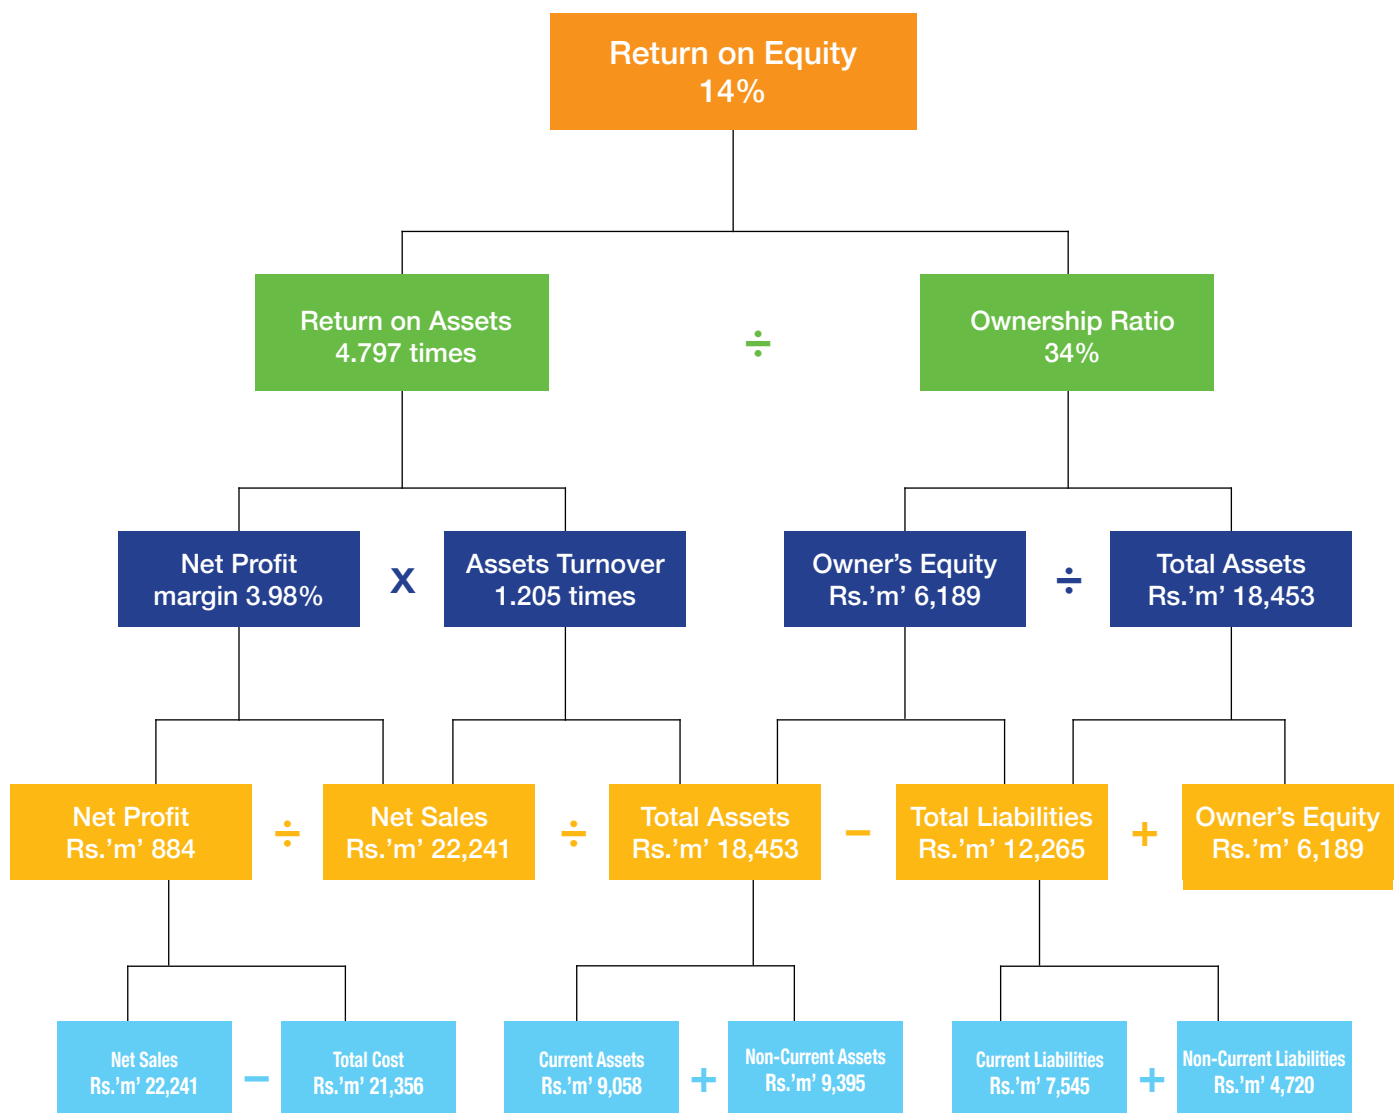 Return on Equity
14%
Return on Assets
4.797 times
÷
Ownership Ratio
34%
Net Profit
margin 3.98%
x
Assets Turnover
1.205 times
Owner’s Equity
Rs.’m’ 6,189
÷
Total Assets
Rs.’m’ 18,453
Net Profit
Rs.’m’ 884
÷
Net Sales
Rs.’m’ 22,241
÷
Total Assets
Rs.’m’ 18,453
−
Total Liabilities
Rs.’m’ 12,265
+
Owner’s Equity
Rs.’m’ 6,189
Net Sales
Rs.’m’ 22,241
−
Total Cost
Rs.’m’ 21,356
Current Assets
Rs.’m’ 9,058
+
Non-Current Assets
Rs.’m’ 9,395
Current Liabilities
Rs.’m’ 7,545
+
Non-Current Liabilities
Rs.’m’ 4,720